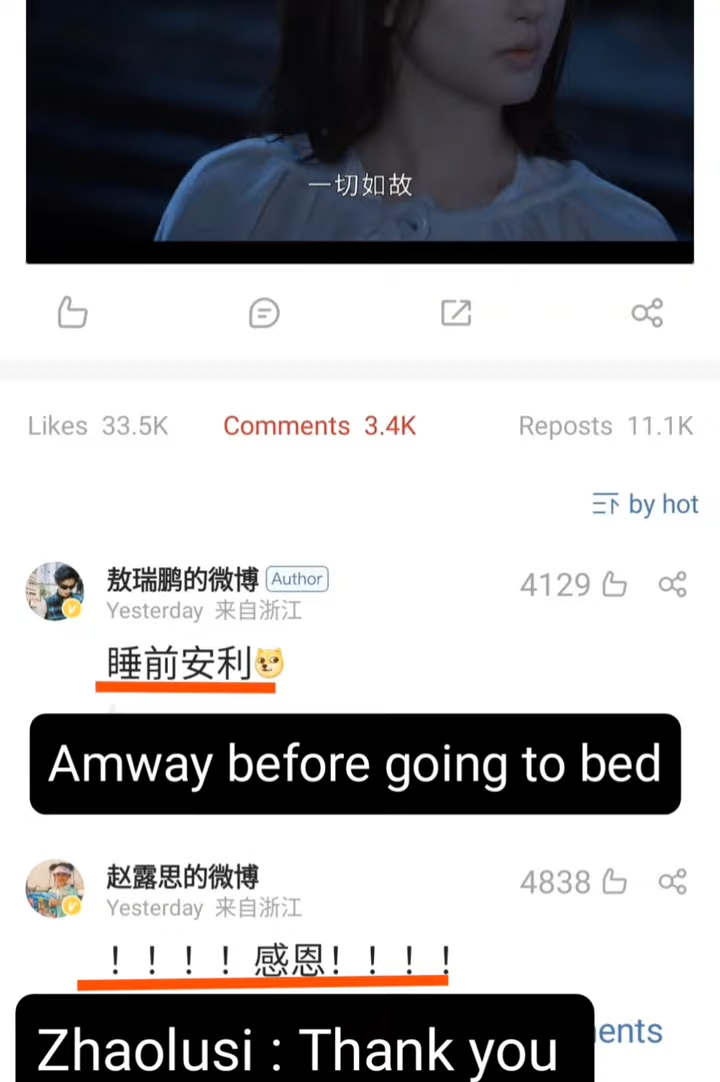 一切如故
Likes 33.5K Comments 3.4K Reposts 11.1K
by hot
敖瑞鹏的微博 Author
4129
Yesterday 来自浙江
睡前安利
Amway before going to bed
赵露思的微博
4838
Yesterday 来自浙江
！！！！感恩！！！！
Zhaolusi : Thank you